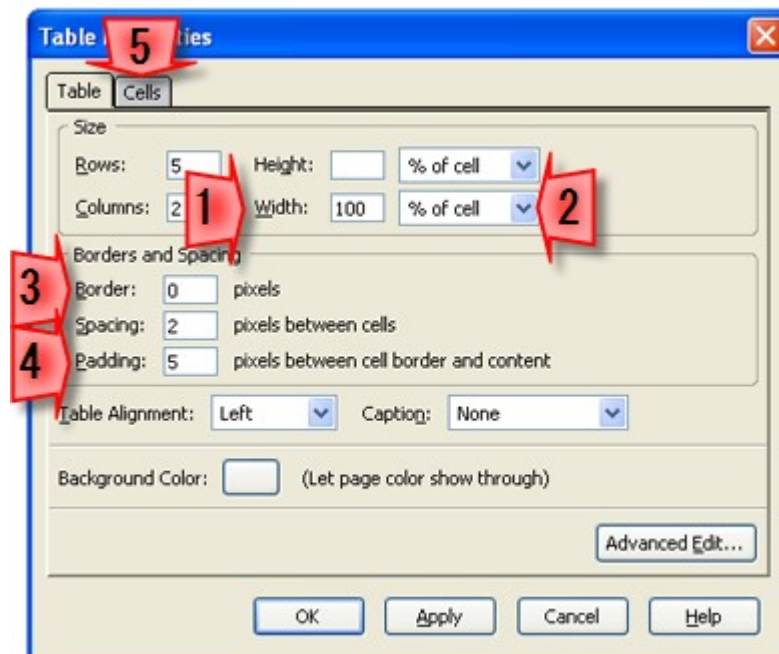 Table ties
5
Table Cells
Size
Rows: 5 Height: % of cell
Columns: 2 1 Width: 100 % of cell 2
Borders and Spacing
3 Border: 0 pixels
Spacing: 2 pixels between cells
4 Padding: 5 pixels between cell border and content
Table Alignment: Left Caption: None
Background Color: (Let page color show through)
Advanced Edit...
OK Apply Cancel Help